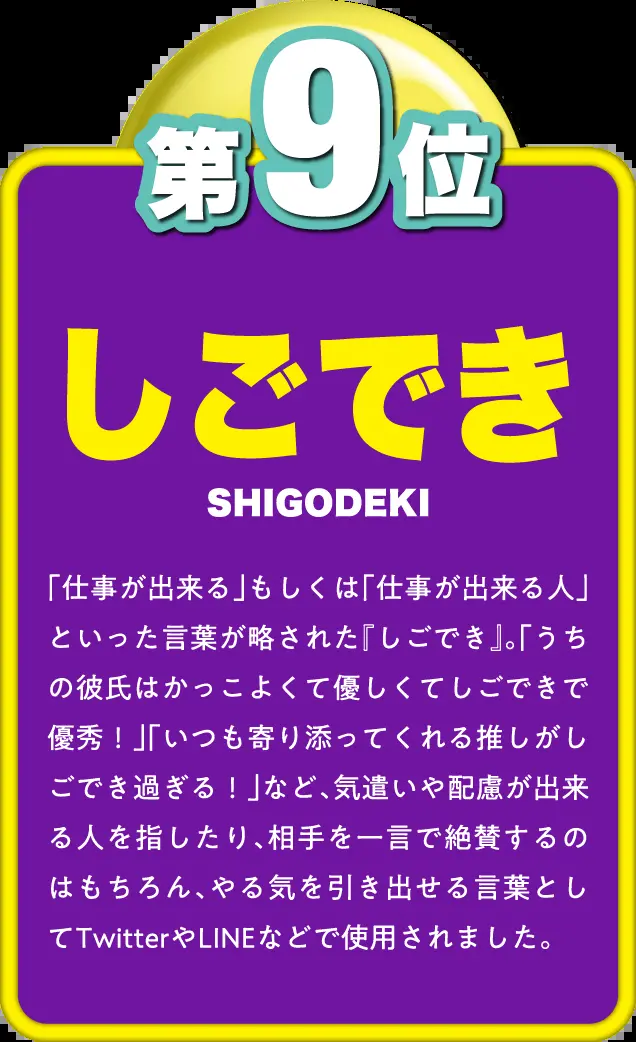 第9位
しごでき
SHIGODEKI
「仕事が出来る」もしくは「仕事が出来る人」
といった言葉が略された『しごでき』。「うち
の彼氏はかっこよくて優しくてしごできで
優秀！」「いつも寄り添ってくれる推しがし
ごでき過ぎる！」など、気遣いや配慮が出来
る人を指したり、相手を一言で絶賛するの
はもちろん、やる気を引き出せる言葉とし
てTwitterやLINEなどで使用されました。